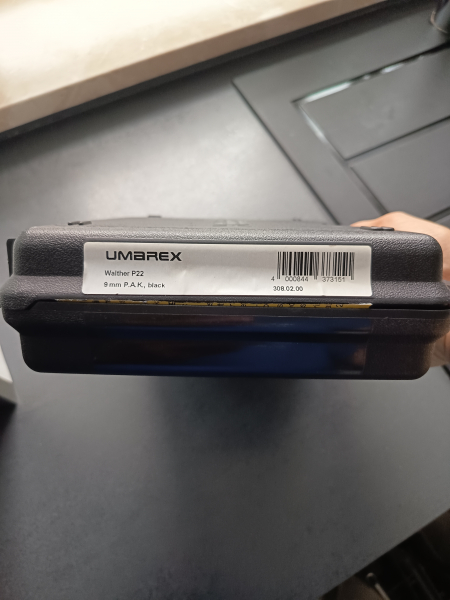 UMAREX
Walther P22
9 mm P.A.K., black
4 000844 373151
308.02.00